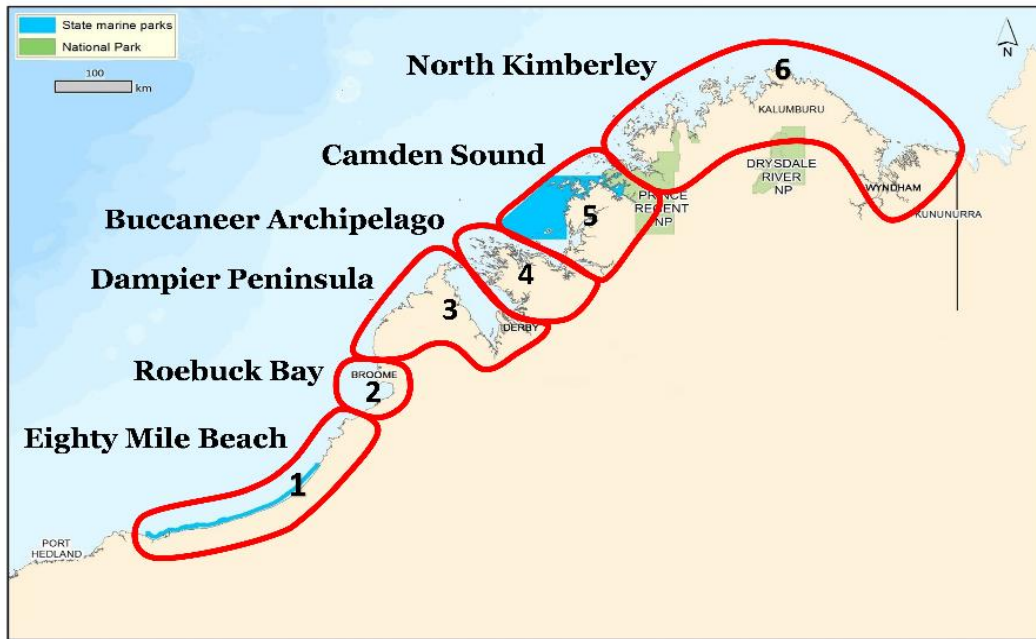 State marine parks
National Park
100
km
N
North Kimberley
6
KALUMBURU
Camden Sound
DRYSDALE
RIVER
NP
WYNDHAM
KUNUNURRA
PRINCE
REGENT
NP
Buccaneer Archipelago
5
4
Dampier Peninsula
3
DERBY
Roebuck Bay
BROOME
2
Eighty Mile Beach
1
PORT
HEDLAND